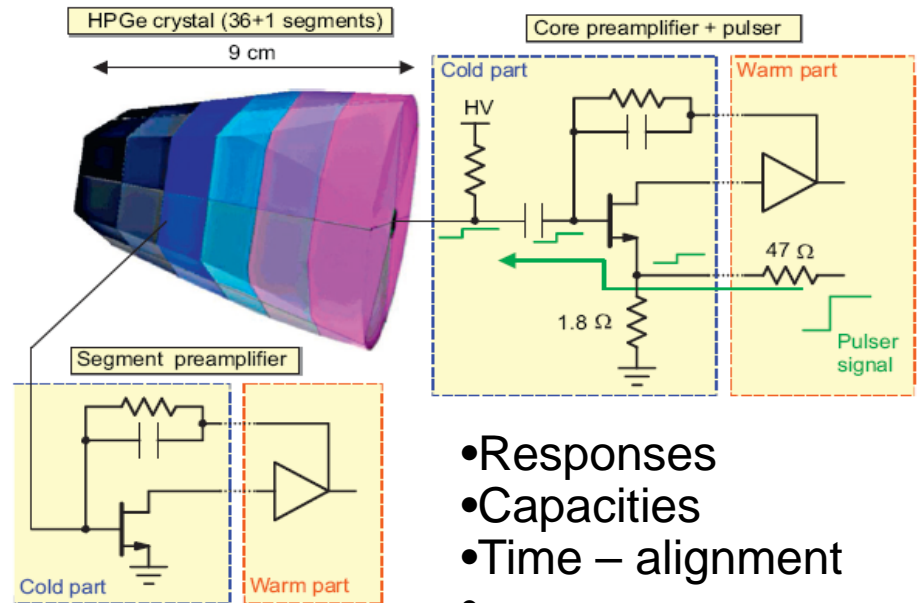 HPGe crystal (36+1 segments)
9 cm
Core preamplifier + pulser
Cold part
Warm part
HV
47 Ω
1.8 Ω
Pulser
signal
Segment preamplifier
Cold part
Warm part
•Responses
•Capacities
•Time – alignment
•